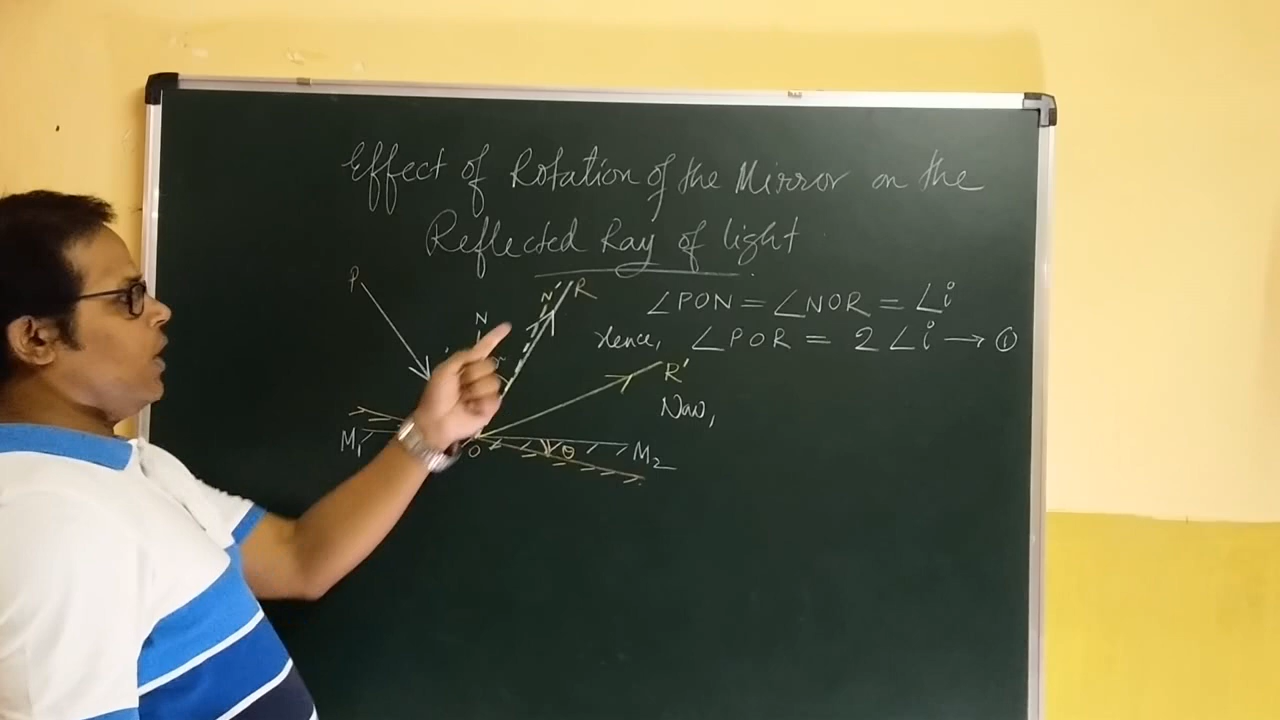 Effect of Rotation of the Mirror on the
Reflected Ray of light
P
N
N'
R
∠PON = ∠NOR = ∠i
Hence, ∠POR = 2∠i → ①
R'
Now,
M₁
O
θ
M₂